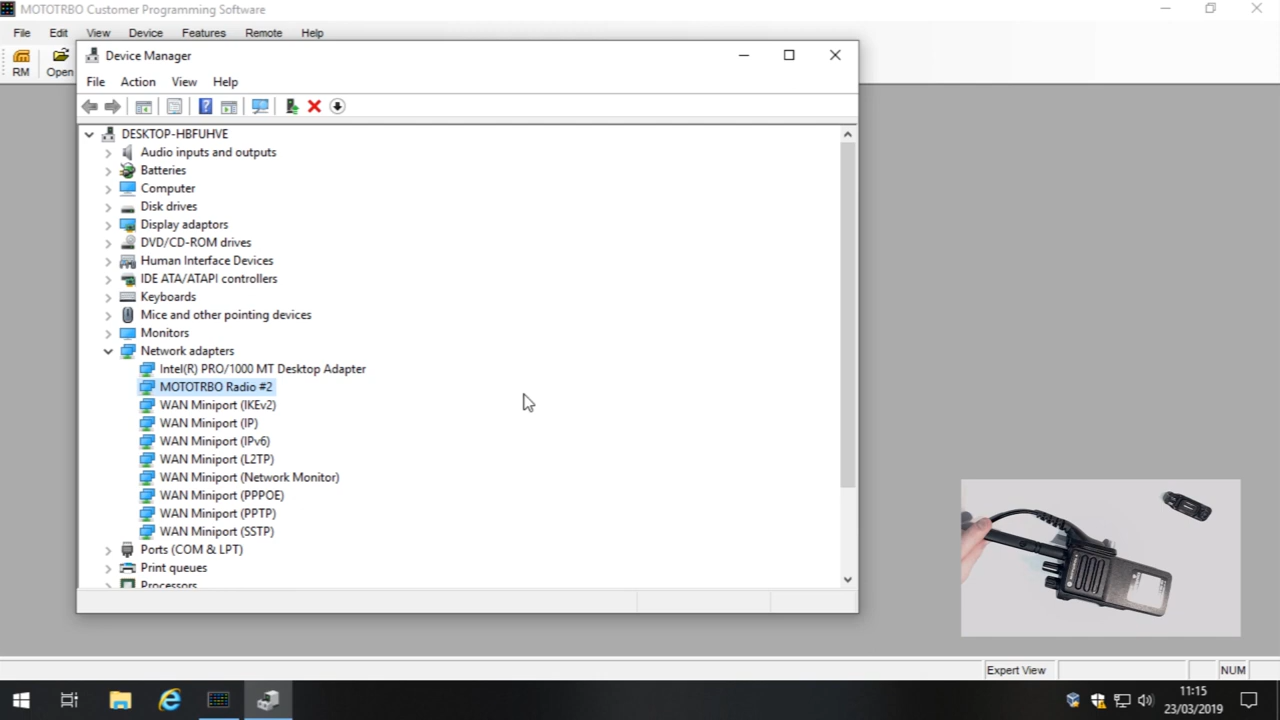 MOTOTRBO Customer Programming Software
File Edit View Device Features Remote Help
RM Open
Device Manager
File Action View Help
DESKTOP-HBFUHVE
Audio inputs and outputs
Batteries
Computer
Disk drives
Display adaptors
DVD/CD-ROM drives
Human Interface Devices
IDE ATA/ATAPI controllers
Keyboards
Mice and other pointing devices
Monitors
Network adapters
Intel(R) PRO/1000 MT Desktop Adapter
MOTOTRBO Radio #2
WAN Miniport (IKEv2)
WAN Miniport (IP)
WAN Miniport (IPv6)
WAN Miniport (L2TP)
WAN Miniport (Network Monitor)
WAN Miniport (PPPOE)
WAN Miniport (PPTP)
WAN Miniport (SSTP)
Ports (COM & LPT)
Print queues
Processors
Expert View NUM
11:15
23/03/2019